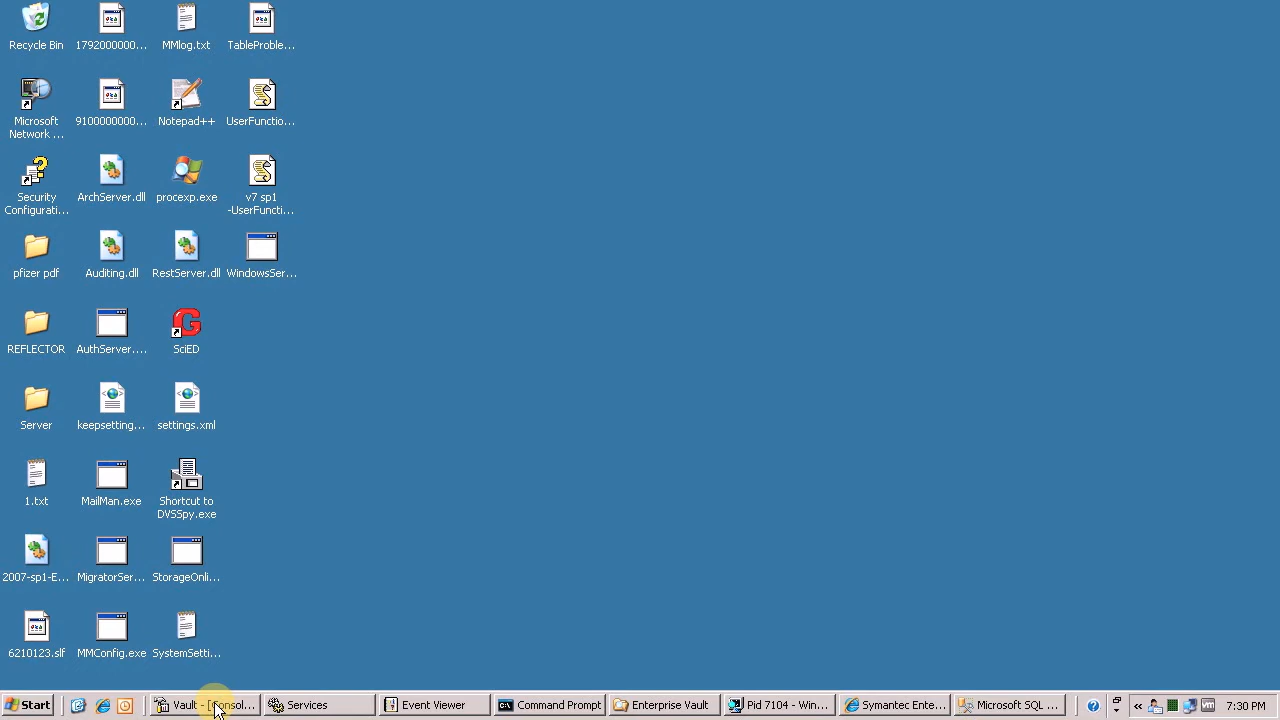 Recycle Bin
1792000000...
MMlog.txt
TableProble...
Microsoft
Network ...
9100000000...
Notepad++
UserFunctio...
Security
Configurati...
ArchServer.dll
procexp.exe
v7 sp1
-UserFuncti...
pfizer pdf
Auditing.dll
RestServer.dll
WindowsSer...
REFLECTOR
AuthServer....
SciED
Server
keepsetting...
settings.xml
1.txt
MailMan.exe
Shortcut to
DVSSpy.exe
2007-sp1-E...
MigratorSer...
StorageOnli...
6210123.slf
MMConfig.exe
SystemSetti...
Start
Vault - [Consol...
Services
Event Viewer
Command Prompt
Enterprise Vault
Pid 7104 - Win...
Symantec Ente...
Microsoft SQL ...
7:30 PM